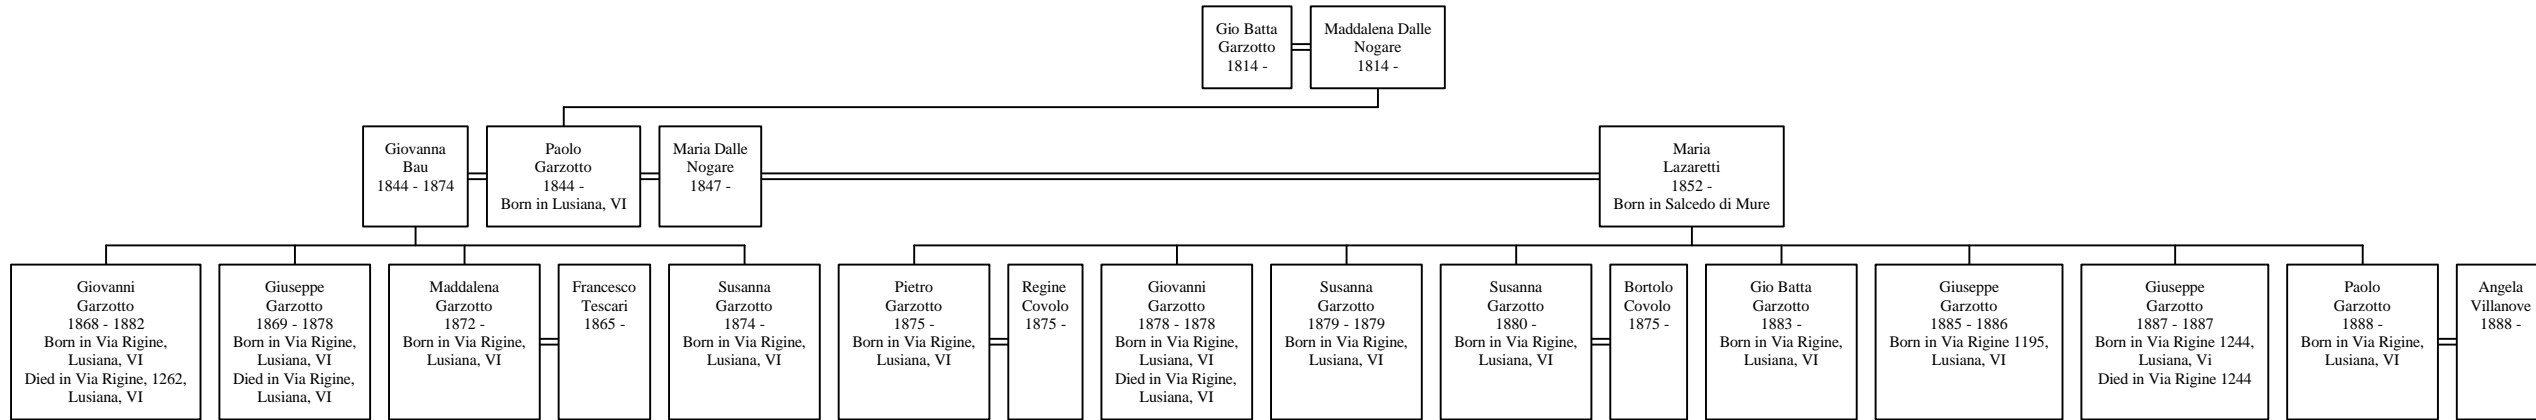 Gio Batta
Garzotto
1814 -
Maddalena Dalle
Nogare
1814 -
Giovanna
Bau
1844 - 1874
Paolo
Garzotto
1844 -
Born in Lusiana, VI
Maria Dalle
Nogare
1847 -
Maria
Lazaretti
1852 -
Born in Salcedo di Mure
Giovanni
Garzotto
1868 - 1882
Born in Via Rigine,
Lusiana, VI
Died in Via Rigine, 1262,
Lusiana, VI
Giuseppe
Garzotto
1869 - 1878
Born in Via Rigine,
Lusiana, VI
Died in Via Rigine,
Lusiana, VI
Maddalena
Garzotto
1872 -
Born in Via Rigine,
Lusiana, VI
Francesco
Tescari
1865 -
Susanna
Garzotto
1874 -
Born in Via Rigine,
Lusiana, VI
Pietro
Garzotto
1875 -
Born in Via Rigine,
Lusiana, VI
Regine
Covolo
1875 -
Giovanni
Garzotto
1878 - 1878
Born in Via Rigine,
Lusiana, VI
Died in Via Rigine,
Lusiana, VI
Susanna
Garzotto
1879 - 1879
Born in Via Rigine,
Lusiana, VI
Susanna
Garzotto
1880 -
Born in Via Rigine,
Lusiana, VI
Bortolo
Covolo
1875 -
Gio Batta
Garzotto
1883 -
Born in Via Rigine,
Lusiana, VI
Giuseppe
Garzotto
1885 - 1886
Born in Via Rigine 1195,
Lusiana, VI
Giuseppe
Garzotto
1887 - 1887
Born in Via Rigine 1244,
Lusiana, Vi
Died in Via Rigine 1244
Paolo
Garzotto
1888 -
Born in Via Rigine,
Lusiana, VI
Angela
Villanove
1888 -